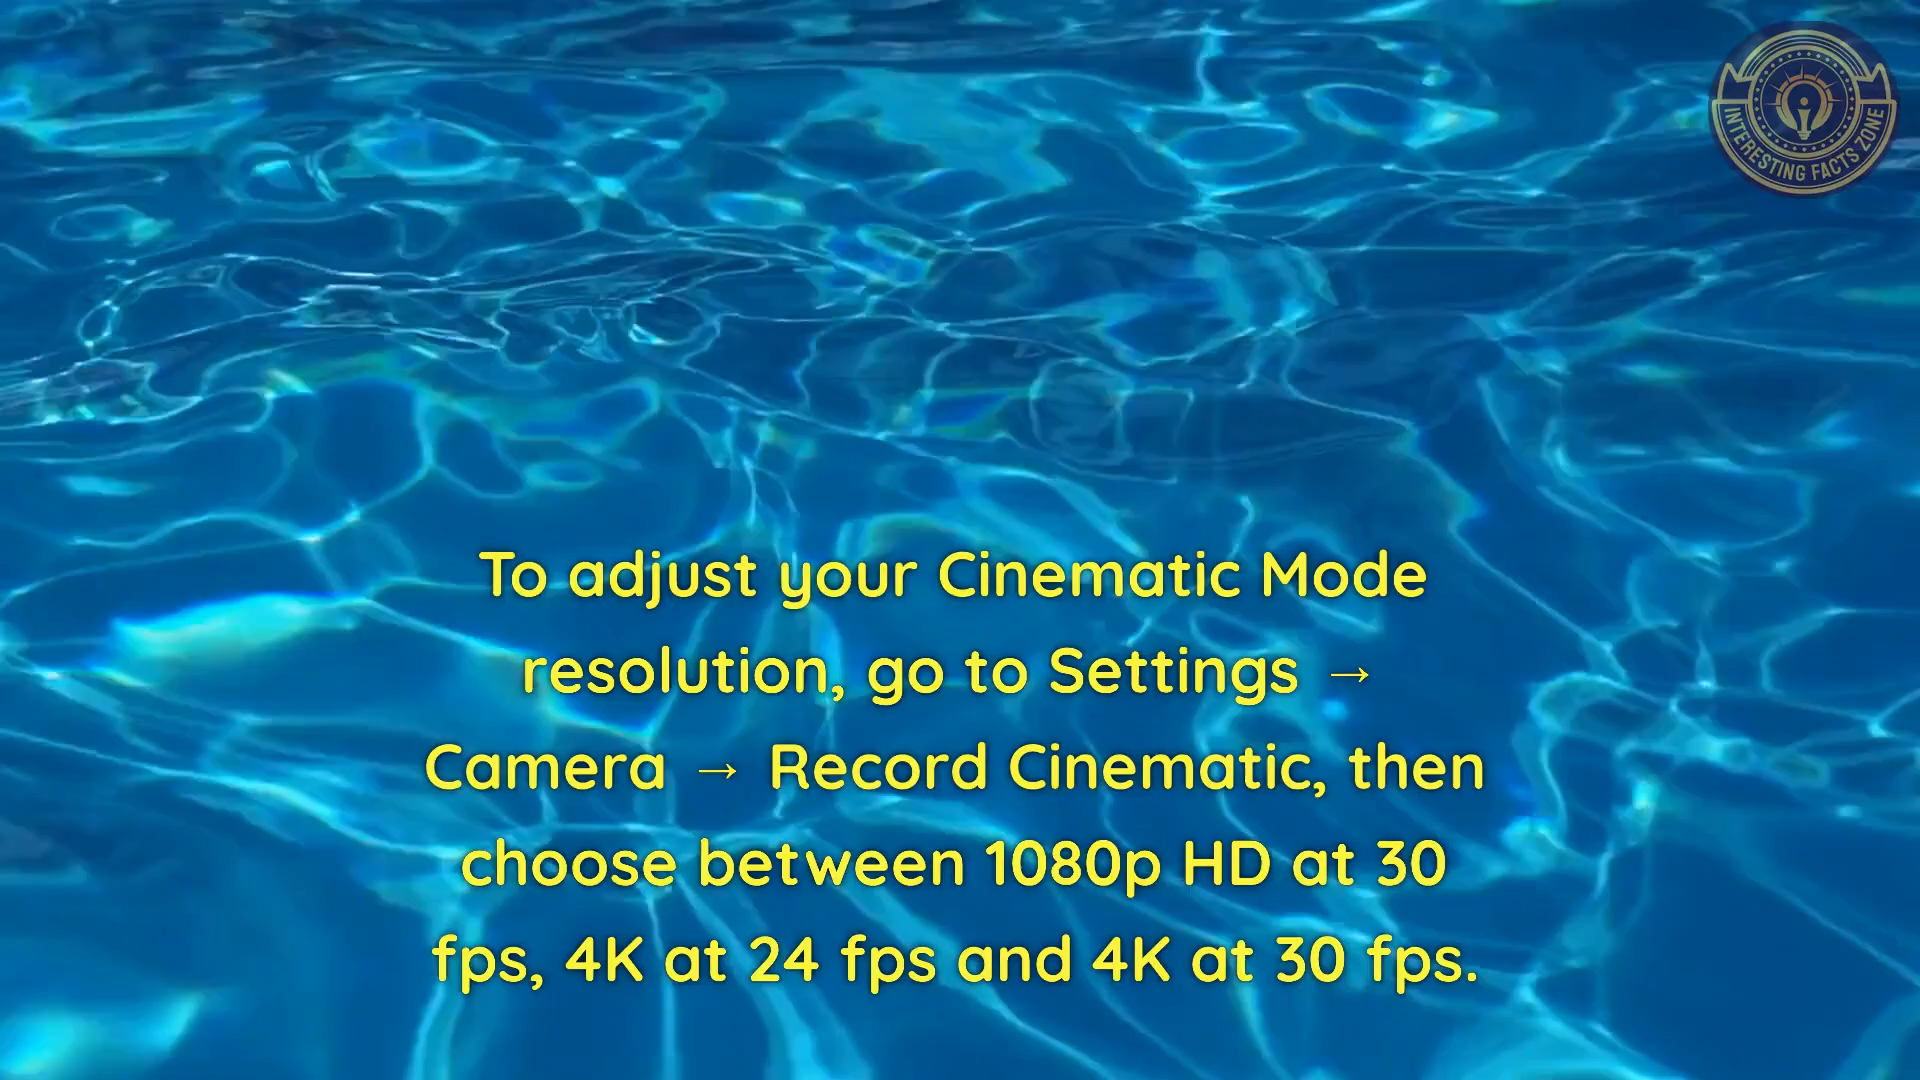 INTERESTING FACTS ZONE
To adjust your Cinematic Mode
resolution, go to Settings →
Camera → Record Cinematic, then
choose between 1080p HD at 30
fps, 4K at 24 fps and 4K at 30 fps.